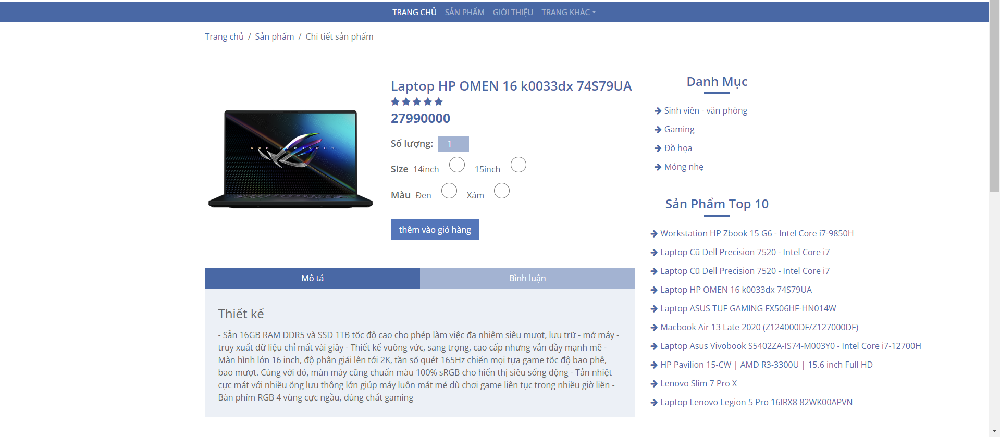 TRANG CHỦ SẢN PHẨM GIỚI THIỆU TRANG KHÁC
Trang chủ / Sản phẩm / Chi tiết sản phẩm
ROG ZEPHYRUS
Laptop HP OMEN 16 k0033dx 74S79UA
27990000
Số lượng: 1
Size 14inch 15inch
Màu Đen Xám
thêm vào giỏ hàng
Mô tả Bình luận
Thiết kế
- Sẵn 16GB RAM DDR5 và SSD 1TB tốc độ cao cho phép làm việc đa nhiệm siêu mượt, lưu trữ - mở máy -
truy xuất dữ liệu chỉ mất vài giây - Thiết kế vuông vức, sang trọng, cao cấp nhưng vẫn đầy mạnh mẽ -
Màn hình lớn 16 inch, độ phân giải lên tới 2K, tần số quét 165Hz chiến mọi tựa game tốc độ bao phê,
bao mượt. Cùng với đó, màn máy cũng chuẩn màu 100% sRGB cho hiển thị siêu sống động - Tản nhiệt
cực mát với nhiều ống lưu thông lớn giúp máy luôn mát mẻ dù chơi game liên tục trong nhiều giờ liền -
Bàn phím RGB 4 vùng cực ngầu, đúng chất gaming
Danh Mục
Sinh viên - văn phòng
Gaming
Đồ họa
Mỏng nhẹ
Sản Phẩm Top 10
Workstation HP Zbook 15 G6 - Intel Core i7-9850H
Laptop Cũ Dell Precision 7520 - Intel Core i7
Laptop Cũ Dell Precision 7520 - Intel Core i7
Laptop HP OMEN 16 k0033dx 74S79UA
Laptop ASUS TUF GAMING FX506HF-HN014W
Macbook Air 13 Late 2020 (Z124000DF/Z127000DF)
Laptop Asus Vivobook S5402ZA-IS74-M003Y0 - Intel Core i7-12700H
HP Pavilion 15-CW | AMD R3-3300U | 15.6 inch Full HD
Lenovo Slim 7 Pro X
Laptop Lenovo Legion 5 Pro 16IRX8 82WK00APVN